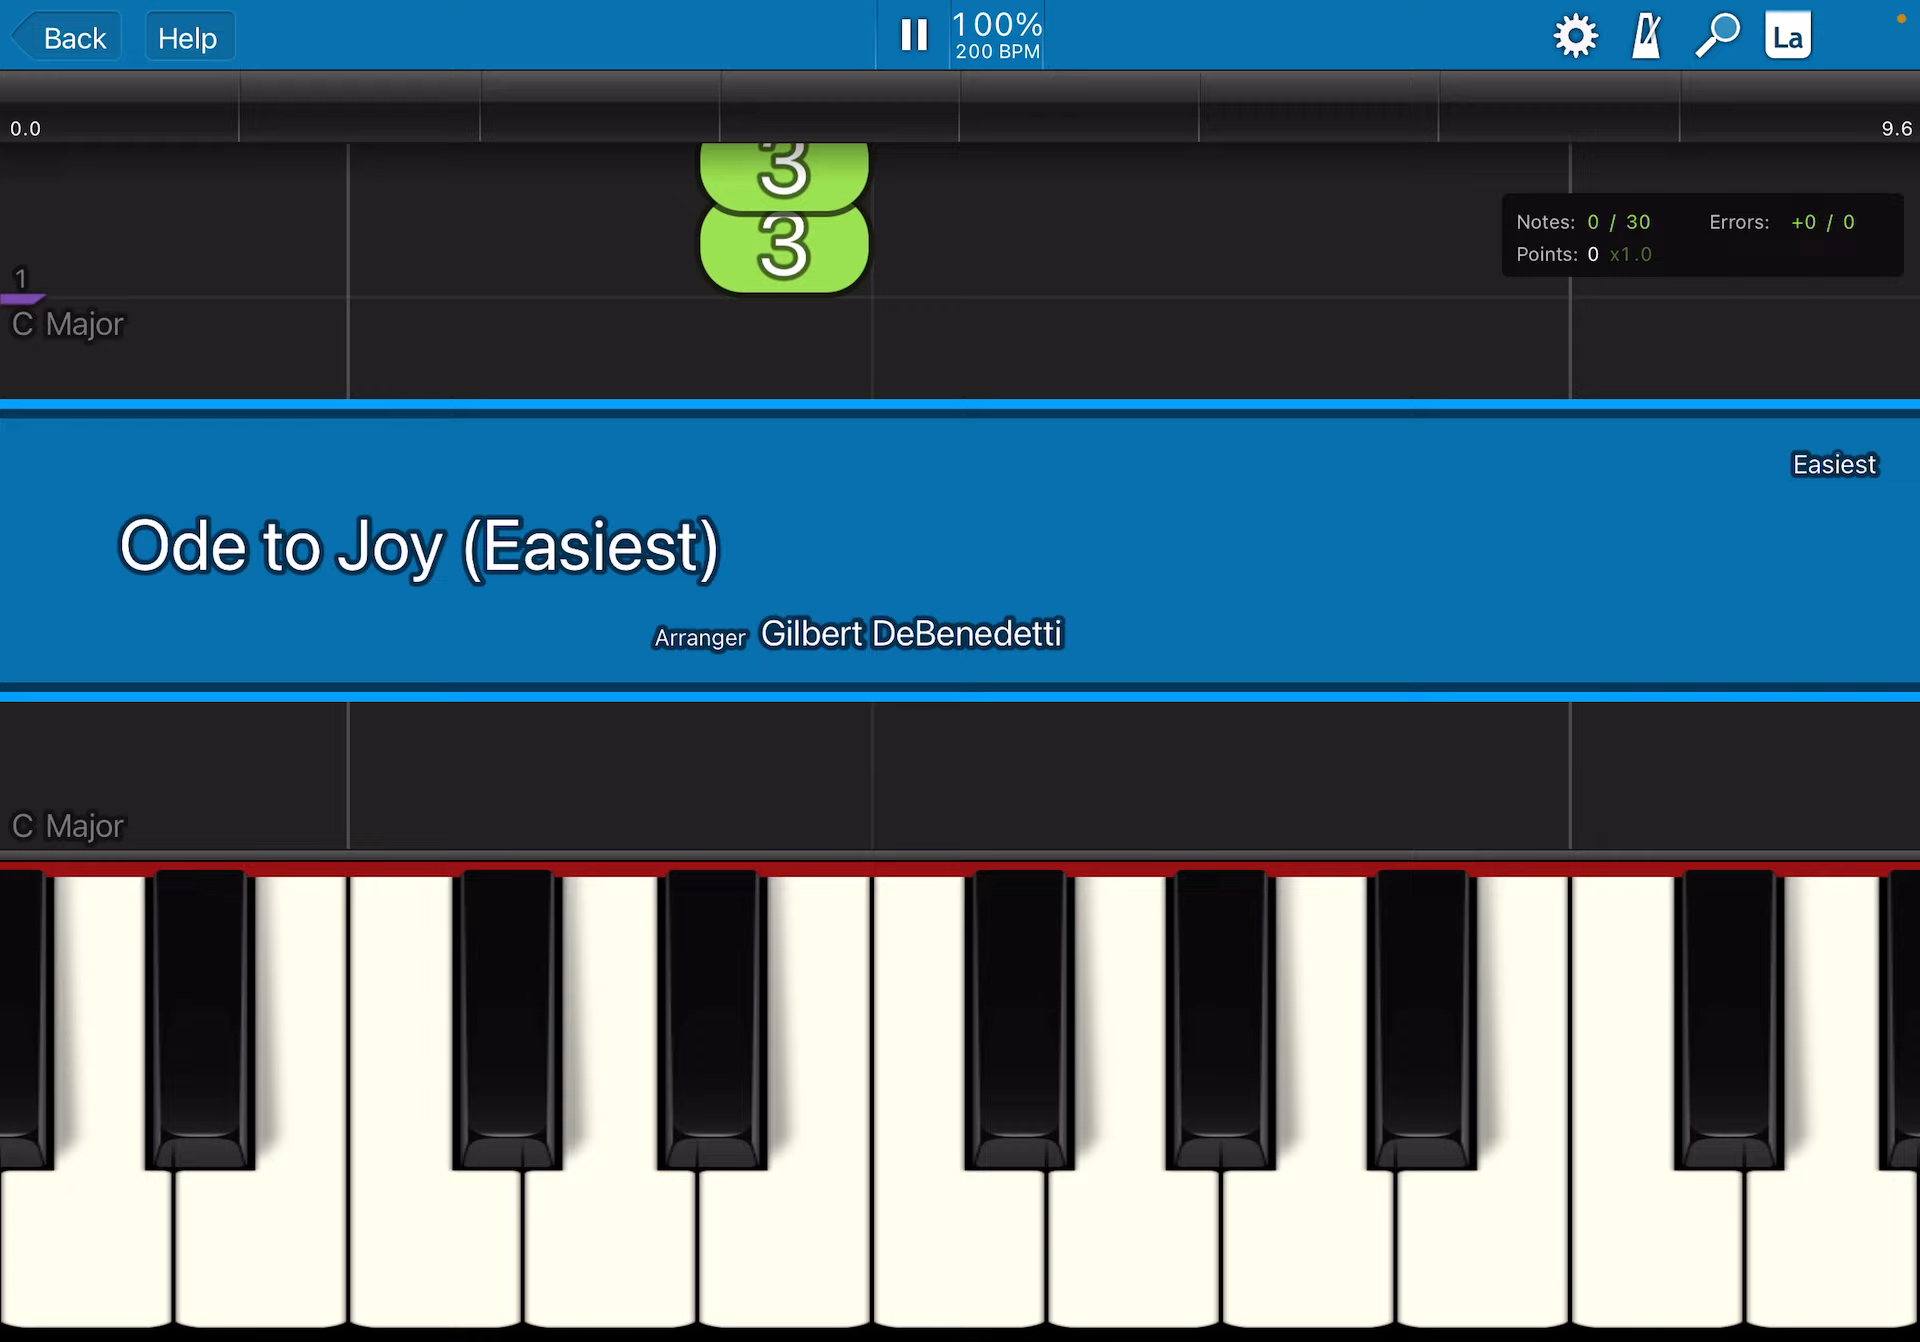 Back
Help
100%
200 BPM
La
0.0
9.6
3
3
Notes: 0 / 30 Errors: +0 / 0
Points: 0 x1.0
1
C Major
Easiest
Ode to Joy (Easiest)
Arranger Gilbert DeBenedetti
C Major